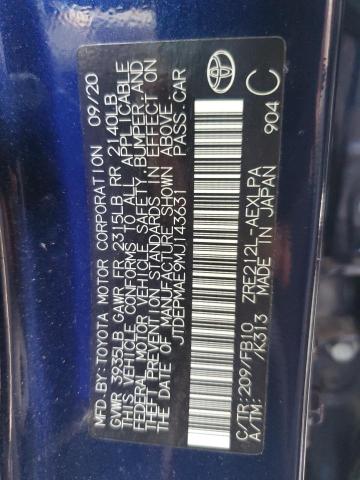 MFD. BY: TOYOTA MOTOR CORPORATION 09/20
GVWR 3935LB GAWR FR 2315LB RR 2140LB
THIS VEHICLE CONFORMS TO ALL APPLICABLE
FEDERAL MOTOR VEHICLE SAFETY, BUMPER, AND
THEFT PREVENTION STANDARDS IN EFFECT ON
THE DATE OF MANUFACTURE SHOWN ABOVE.
JTDEPMAE9MJ143631 PASS.CAR
C/TR: 209/FB10 ZRE212L-AEXLPA
A/TM: /K313 MADE IN JAPAN 904 C